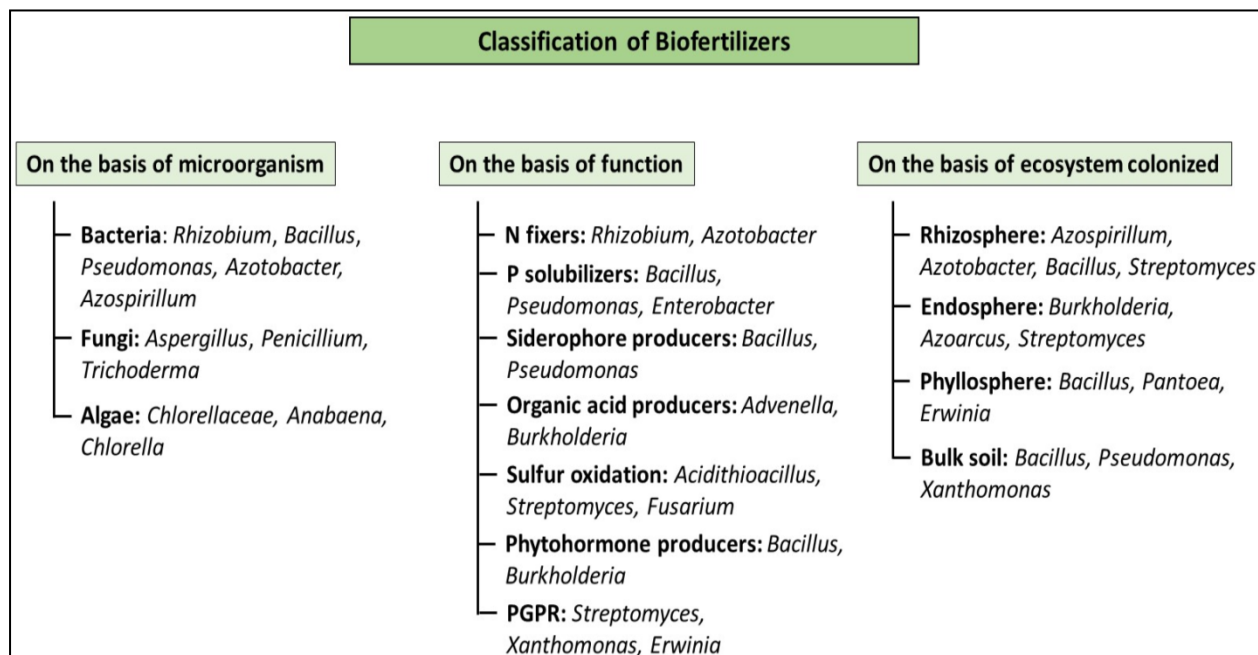 Classification of Biofertilizers
On the basis of microorganism
Bacteria: Rhizobium, Bacillus,
Pseudomonas, Azotobacter,
Azospirillum
Fungi: Aspergillus, Penicillium,
Trichoderma
Algae: Chlorellaceae, Anabaena,
Chlorella
On the basis of function
N fixers: Rhizobium, Azotobacter
P solubilizers: Bacillus,
Pseudomonas, Enterobacter
Siderophore producers: Bacillus,
Pseudomonas
Organic acid producers: Advenella,
Burkholderia
Sulfur oxidation: Acidithioacillus,
Streptomyces, Fusarium
Phytohormone producers: Bacillus,
Burkholderia
PGPR: Streptomyces,
Xanthomonas, Erwinia
On the basis of ecosystem colonized
Rhizosphere: Azospirillum,
Azotobacter, Bacillus, Streptomyces
Endosphere: Burkholderia,
Azoarcus, Streptomyces
Phyllosphere: Bacillus, Pantoea,
Erwinia
Bulk soil: Bacillus, Pseudomonas,
Xanthomonas